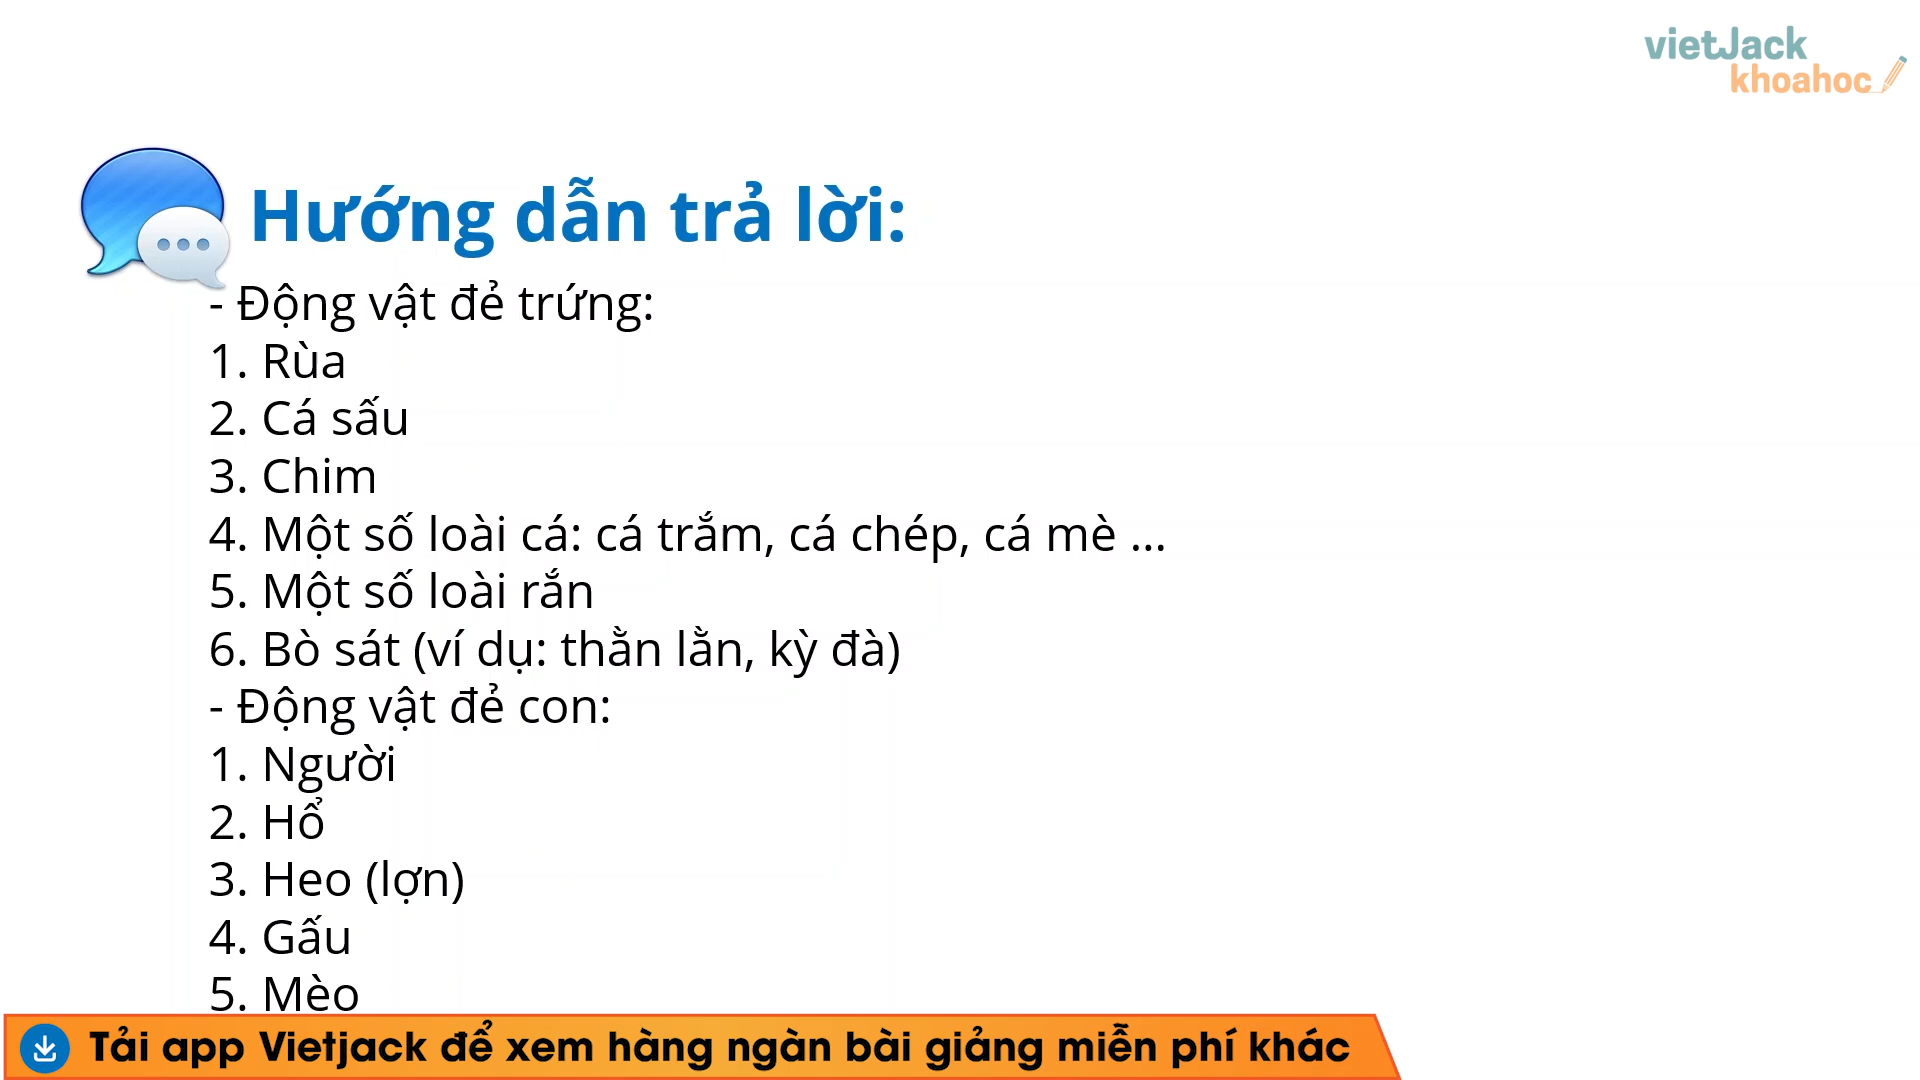 vietJack
khoahoc
Hướng dẫn trả lời:
- Động vật đẻ trứng:
1. Rùa
2. Cá sấu
3. Chim
4. Một số loài cá: cá trắm, cá chép, cá mè ...
5. Một số loài rắn
6. Bò sát (ví dụ: thằn lằn, kỳ đà)
- Động vật đẻ con:
1. Người
2. Hổ
3. Heo (lợn)
4. Gấu
5. Mèo
Tải app Vietjack để xem hàng ngàn bài giảng miễn phí khác